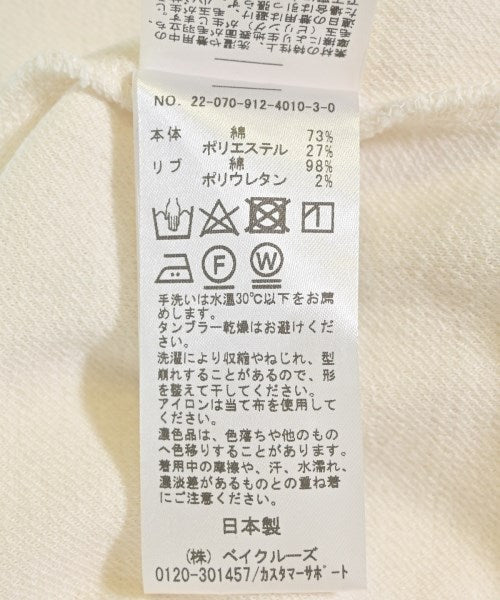 NO. 22-070-912-4010-3-0
本体 綿 73%
ポリエステル 27%
リブ 綿 98%
ポリウレタン 2%
F W
手洗いは水温30℃以下をお薦
めします。
タンブラー乾燥はお避けくだ
さい。
洗濯により収縮やねじれ、型
崩れすることがあるので、形
を整えて干してください。
アイロンは当て布を使用して
ください。
濃色品は、色落ちや他のもの
へ色移りすることがあります。
着用中の摩擦や、汗、水濡れ、
濃淡差があるものとの重ね着
にご注意ください。
日本製
(株) ベイクルーズ
0120-301457/カスタマーサポート